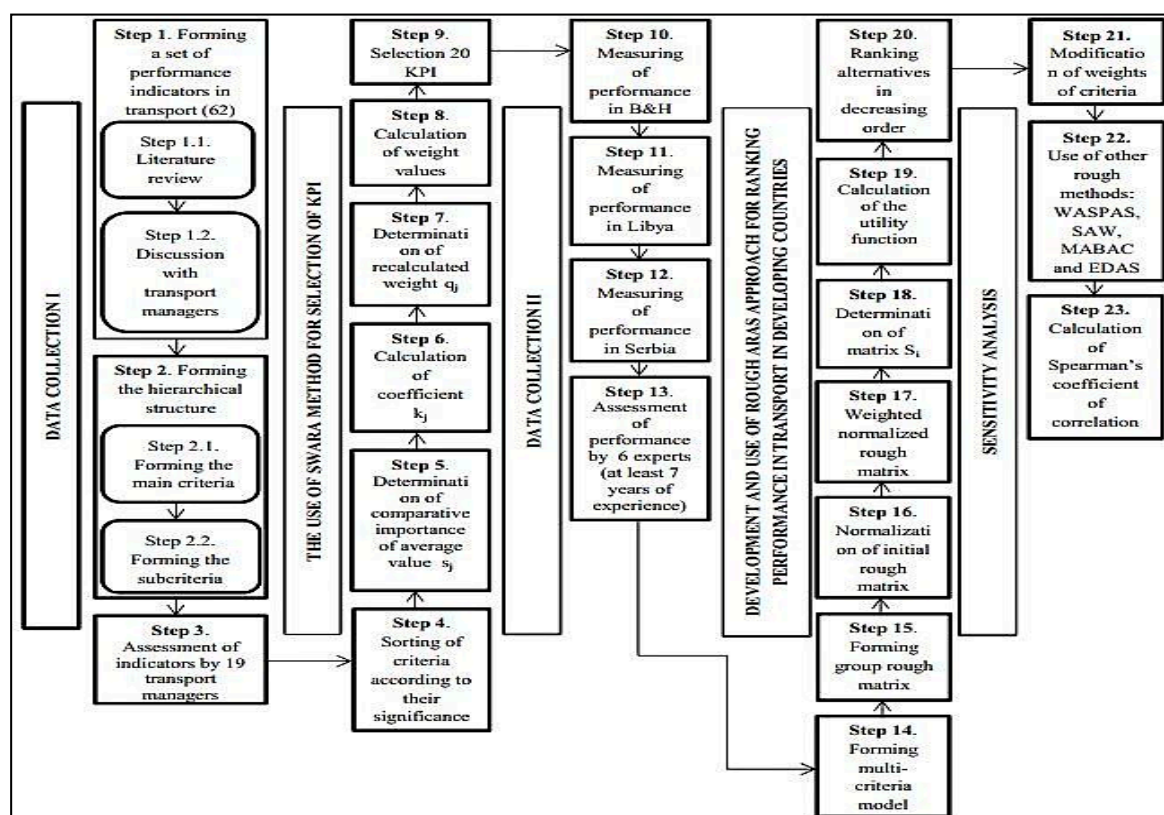 DATA COLLECTION I
Step 1. Forming
a set of
performance
indicators in
transport (62)
Step 1.1.
Literature
review
Step 1.2.
Discussion
with
transport
managers
Step 2. Forming
the hierarchical
structure
Step 2.1.
Forming the
main criteria
Step 2.2.
Forming the
subcriteria
Step 3.
Assessment of
indicators by 19
transport
managers
THE USE OF SWARA METHOD FOR SELECTION OF KPI
Step 4.
Sorting of
criteria
according to
their
significance
Step 5.
Determinati
on of
comparative
importance
of average
value sj
Step 6.
Calculation
of
coefficient
kj
Step 7.
Determinati
on of
recalculated
weight qj
Step 8.
Calculation
of weight
values
Step 9.
Selection 20
KPI
DATA COLLECTION II
Step 10.
Measuring
of
performance
in B&H
Step 11.
Measuring of
performance
in Libya
Step 12.
Measuring of
performance
in Serbia
Step 13.
Assessment of
performance
by 6 experts
(at least 7
years of
experience)
DEVELOPMENT AND USE OF ROUGH ARAS APPROACH FOR RANKING
PERFORMANCE IN TRANSPORT IN DEVELOPING COUNTRIES
Step 14.
Forming
multi-
criteria
model
Step 15.
Forming
group rough
matrix
Step 16.
Normalizati
on of initial
rough
matrix
Step 17.
Weighted
normalized
rough
matrix
Step 18.
Determinati
on of
matrix Si
Step 19.
Calculation
of the
utility
function
Step 20.
Ranking
alternatives
in
decreasing
order
SENSITIVITY ANALYSIS
Step 21.
Modificatio
n of weights
of criteria
Step 22.
Use of other
rough
methods:
WASPAS,
SAW,
MABAC
and EDAS
Step 23.
Calculation
of
Spearman’s
coefficient
of
correlation